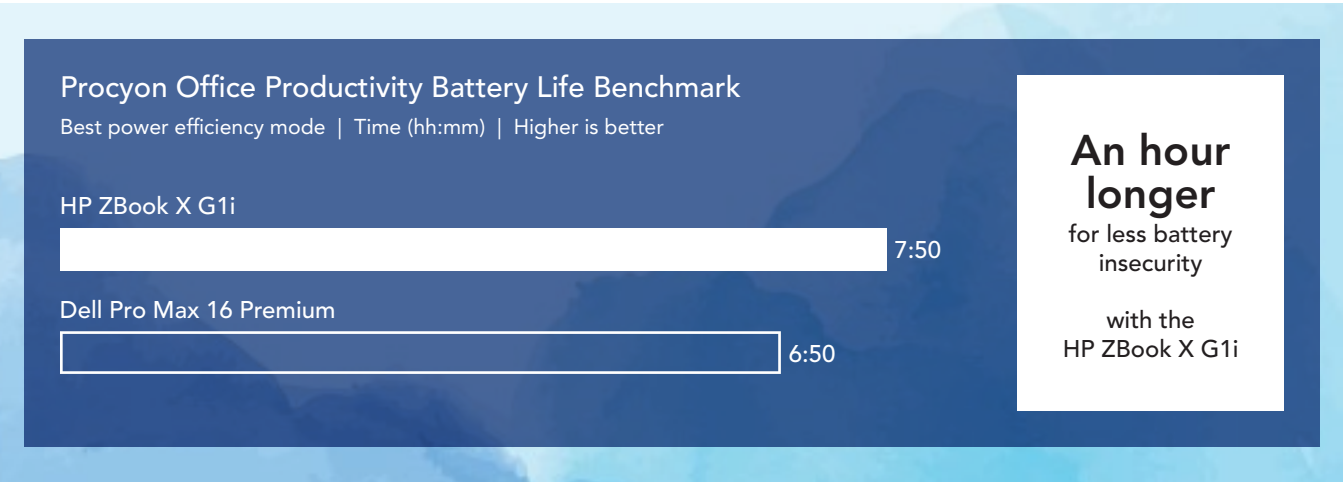 Procyon Office Productivity Battery Life Benchmark
Best power efficiency mode | Time (hh:mm) | Higher is better
HP ZBook X G1i
7:50
Dell Pro Max 16 Premium
6:50
An hour
longer
for less battery
insecurity
with the
HP ZBook X G1i